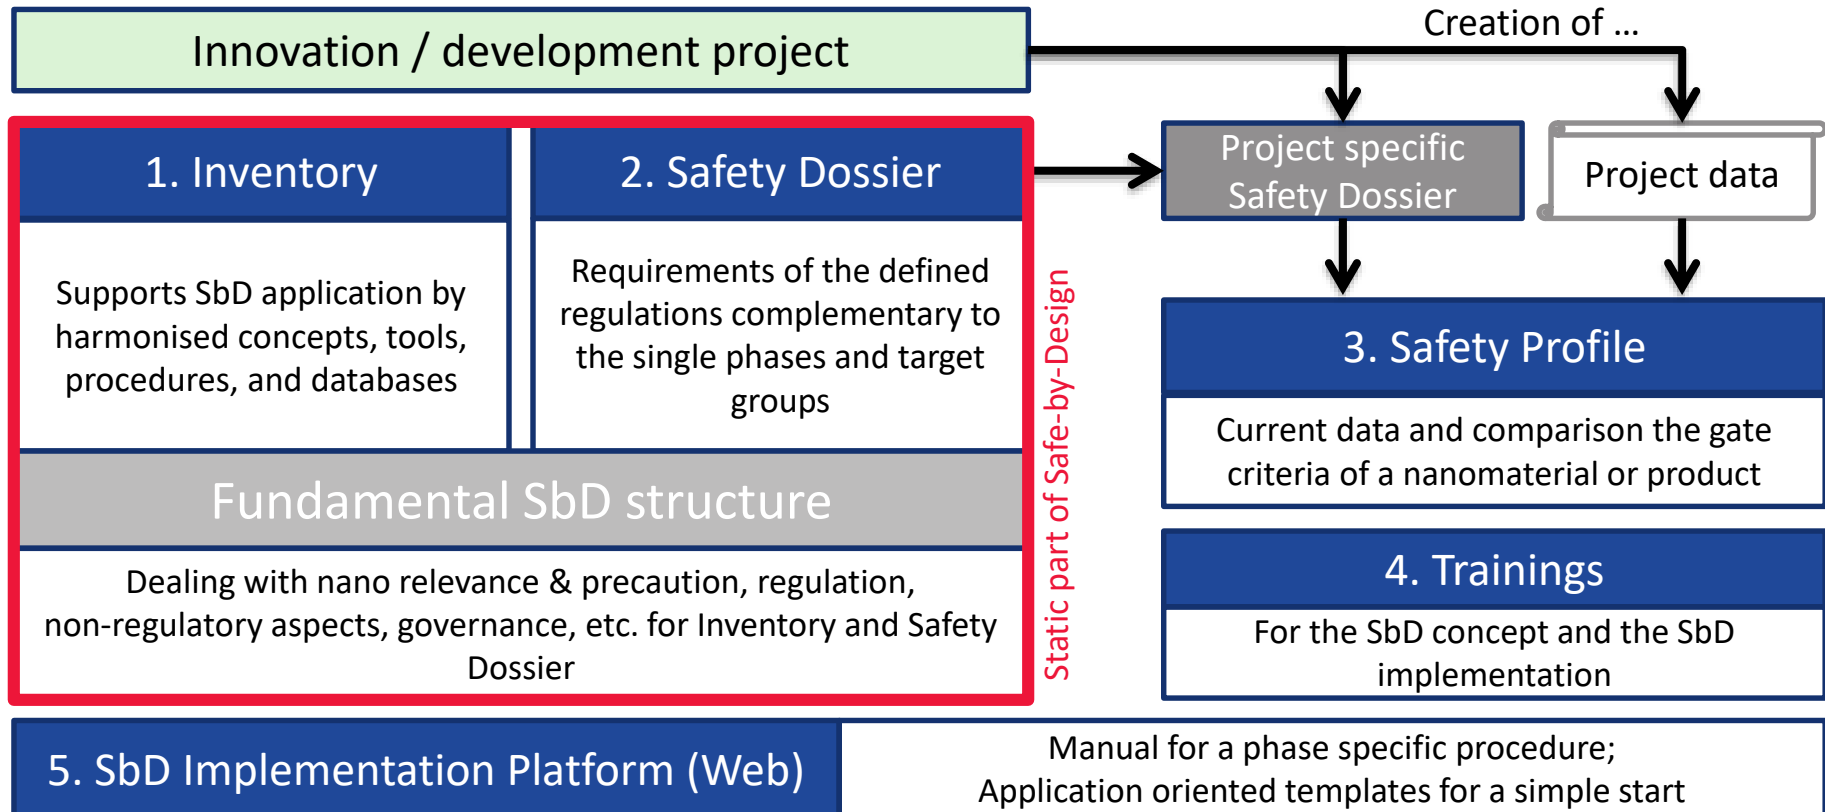 Innovation / development project
Creation of ...
1. Inventory
2. Safety Dossier
Supports SbD application by
harmonised concepts, tools,
procedures, and databases
Requirements of the defined
regulations complementary to
the single phases and target
groups
Fundamental SbD structure
Dealing with nano relevance & precaution, regulation,
non-regulatory aspects, governance, etc. for Inventory and Safety
Dossier
Static part of Safe-by-Design
Project specific
Safety Dossier
Project data
3. Safety Profile
Current data and comparison the gate
criteria of a nanomaterial or product
4. Trainings
For the SbD concept and the SbD
implementation
5. SbD Implementation Platform (Web)
Manual for a phase specific procedure;
Application oriented templates for a simple start